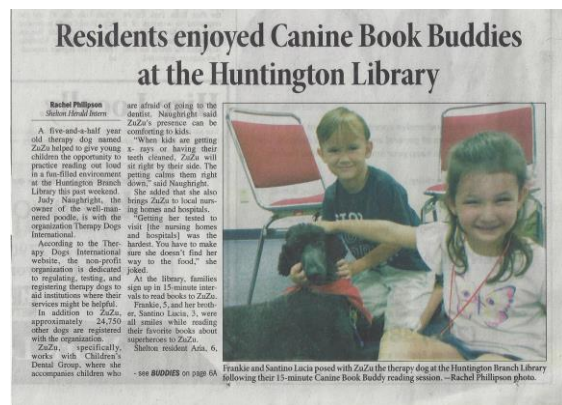 Residents enjoyed Canine Book Buddies
at the Huntington Library
Rachel Philipson
Shelton Herald Intern
A five-and-a-half year
old therapy dog named
ZuZu helped to give young
children the opportunity to
practice reading out loud
in a fun-filled environment
at the Huntington Branch
Library this past weekend.
Judy Naughright, the
owner of the well-man-
nered poodle, is with the
organization Therapy Dogs
International.
According to the Ther-
apy Dogs International
website, the non-profit
organization is dedicated
to regulating, testing, and
registering therapy dogs to
aid institutions where their
services might be helpful.
In addition to ZuZu,
approximately 24,750
other dogs are registered
with the organization.
ZuZu, specifically,
works with Children's
Dental Group, where she
accompanies children who
are afraid of going to the
dentist. Naughright said
ZuZu's presence can be
comforting to kids.
"When kids are getting
x- rays or having their
teeth cleaned, ZuZu will
sit right by their side. The
petting calms them right
down," said Naughright.
She added that she also
brings ZuZu to local nurs-
ing homes and hospitals.
"Getting her tested to
visit [the nursing homes
and hospitals] was the
hardest. You have to make
sure she doesn't find her
way to the food," she
joked.
At the library, families
sign up in 15-minute inter-
vals to read books to ZuZu.
Frankie, 5, and her broth-
er, Santino Lucia, 3, were
all smiles while reading
their favorite books about
superheroes to ZuZu.
Shelton resident Aris, 6,
- see BUDDIES on page 6A
Frankie and Santino Lucia posed with ZuZu the therapy dog at the Huntington Branch Library
following their 15-minute Canine Book Buddy reading session. —Rachel Phillipson photo.